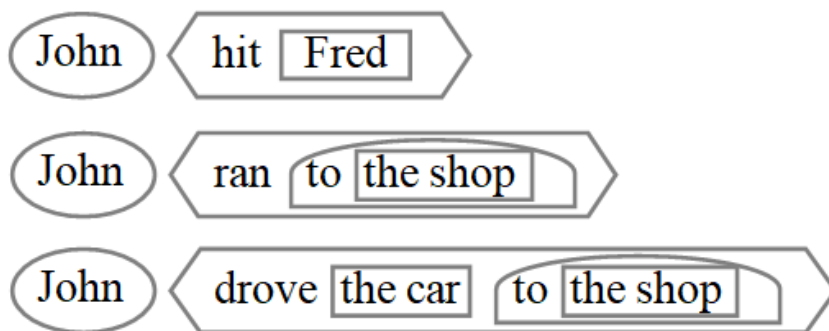 John hit Fred
John ran to the shop
John drove the car to the shop